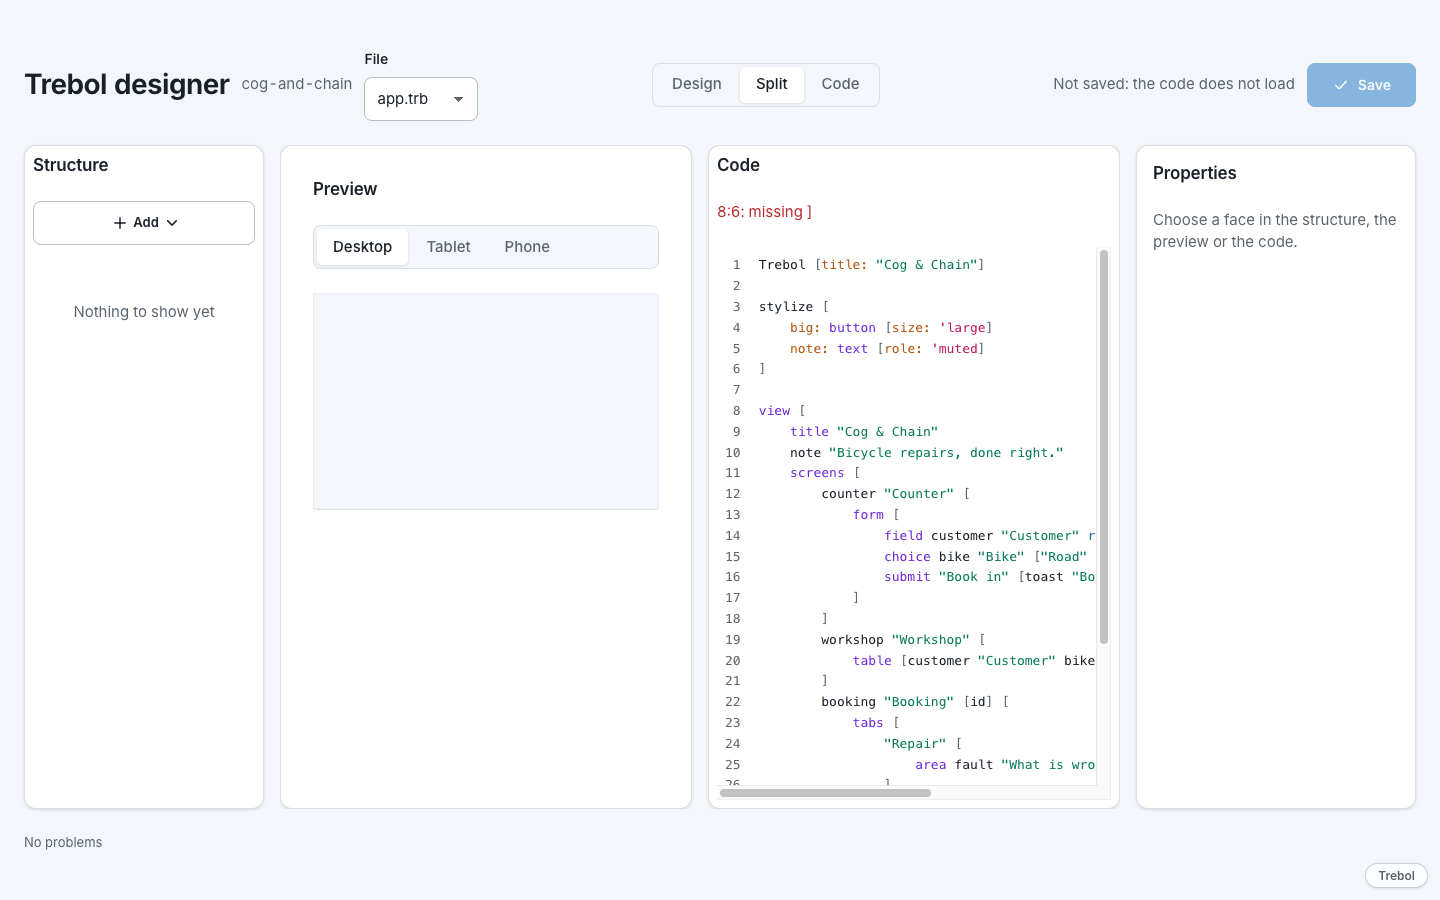 Trebol designer
cog-and-chain
File
app.trb
Design
Split
Code
Not saved: the code does not load
Save
Structure
Add
Nothing to show yet
Preview
Desktop
Tablet
Phone
Code
8:6: missing ]
1 Trebol [title: "Cog & Chain"]
2
3 stylize [
4 big: button [size: 'large]
5 note: text [role: 'muted]
6 ]
7
8 view [
9 title "Cog & Chain"
10 note "Bicycle repairs, done right."
11 screens [
12 counter "Counter" [
13 form [
14 field customer "Customer" r
15 choice bike "Bike" ["Road"
16 submit "Book in" [toast "Bo
17 ]
18 ]
19 workshop "Workshop" [
20 table [customer "Customer" bike
21 ]
22 booking "Booking" [id] [
23 tabs [
24 "Repair" [
25 area fault "What is wro
26 ]
Properties
Choose a face in the structure, the
preview or the code.
No problems
Trebol